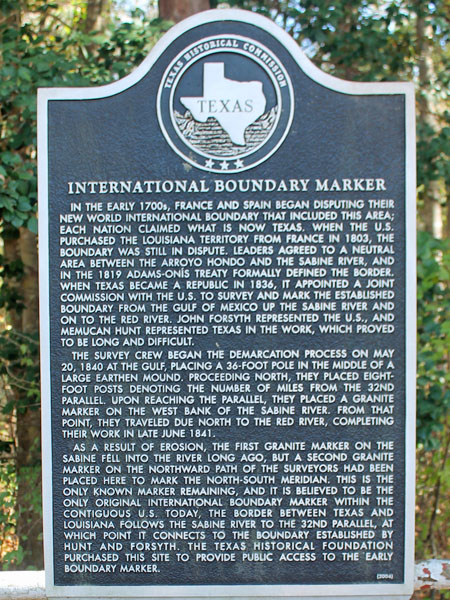 TEXAS HISTORICAL COMMISSION
TEXAS
INTERNATIONAL BOUNDARY MARKER
IN THE EARLY 1700s, FRANCE AND SPAIN BEGAN DISPUTING THEIR
NEW WORLD INTERNATIONAL BOUNDARY THAT INCLUDED THIS AREA;
EACH NATION CLAIMED WHAT IS NOW TEXAS. WHEN THE U.S.
PURCHASED THE LOUISIANA TERRITORY FROM FRANCE IN 1803, THE
BOUNDARY WAS STILL IN DISPUTE. LEADERS AGREED TO A NEUTRAL
AREA BETWEEN THE ARROYO HONDO AND THE SABINE RIVER, AND
IN THE 1819 ADAMS-ONÍS TREATY FORMALLY DEFINED THE BORDER.
WHEN TEXAS BECAME A REPUBLIC IN 1836, IT APPOINTED A JOINT
COMMISSION WITH THE U.S. TO SURVEY AND MARK THE ESTABLISHED
BOUNDARY FROM THE GULF OF MEXICO UP THE SABINE RIVER AND
ON TO THE RED RIVER. JOHN FORSYTH REPRESENTED THE U.S., AND
MEMUCAN HUNT REPRESENTED TEXAS IN THE WORK, WHICH PROVED
TO BE LONG AND DIFFICULT.
THE SURVEY CREW BEGAN THE DEMARCATION PROCESS ON MAY
20, 1840 AT THE GULF, PLACING A 36-FOOT POLE IN THE MIDDLE OF A
LARGE EARTHEN MOUND. PROCEEDING NORTH, THEY PLACED EIGHT-
FOOT POSTS DENOTING THE NUMBER OF MILES FROM THE 32ND
PARALLEL. UPON REACHING THE PARALLEL, THEY PLACED A GRANITE
MARKER ON THE WEST BANK OF THE SABINE RIVER. FROM THAT
POINT, THEY TRAVELED DUE NORTH TO THE RED RIVER, COMPLETING
THEIR WORK IN LATE JUNE 1841.
AS A RESULT OF EROSION, THE FIRST GRANITE MARKER ON THE
SABINE FELL INTO THE RIVER LONG AGO, BUT A SECOND GRANITE
MARKER ON THE NORTHWARD PATH OF THE SURVEYORS HAD BEEN
PLACED HERE TO MARK THE NORTH-SOUTH MERIDIAN. THIS IS THE
ONLY KNOWN MARKER REMAINING, AND IT IS BELIEVED TO BE THE
ONLY ORIGINAL INTERNATIONAL BOUNDARY MARKER WITHIN THE
CONTIGUOUS U.S. TODAY, THE BORDER BETWEEN TEXAS AND
LOUISIANA FOLLOWS THE SABINE RIVER TO THE 32ND PARALLEL, AT
WHICH POINT IT CONNECTS TO THE BOUNDARY ESTABLISHED BY
HUNT AND FORSYTH. THE TEXAS HISTORICAL FOUNDATION
PURCHASED THIS SITE TO PROVIDE PUBLIC ACCESS TO THE EARLY
BOUNDARY MARKER.
(2004)